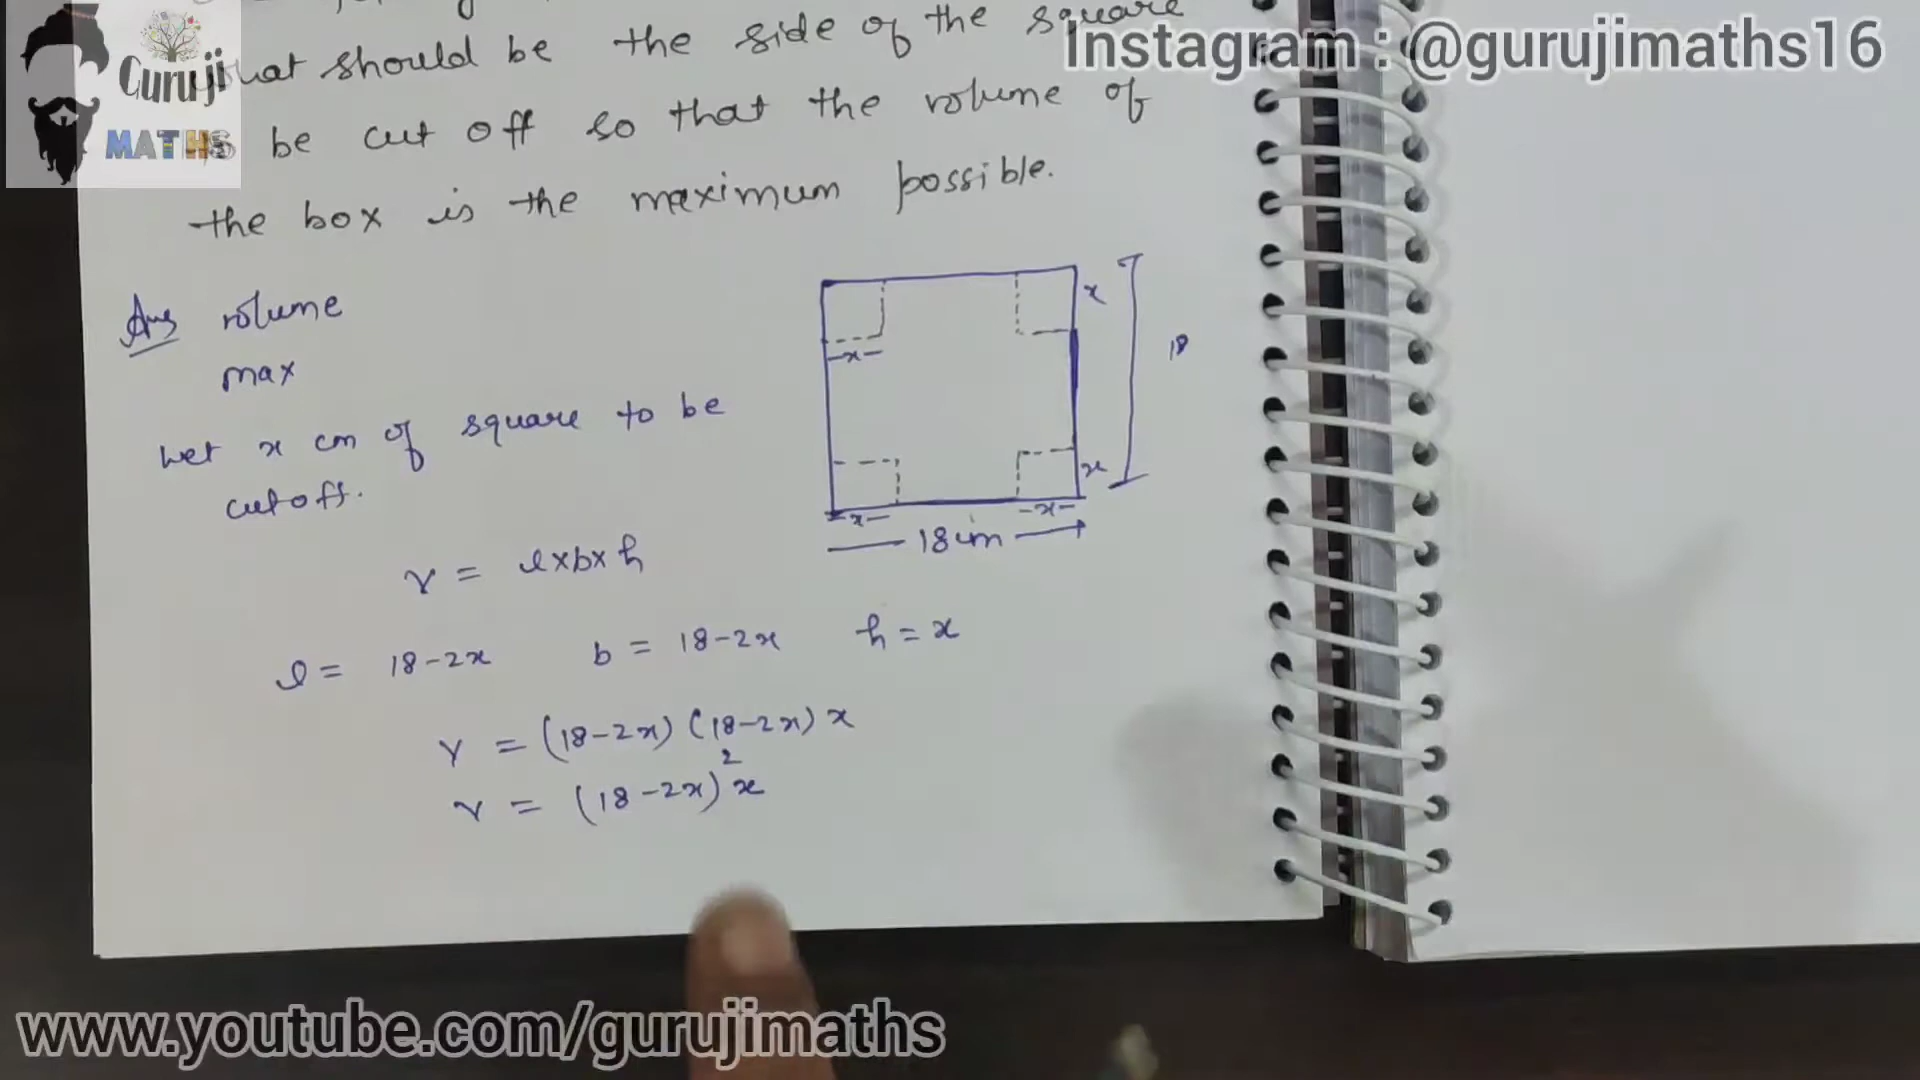 Instagram : @gurujimaths16
Guruji
MATHS
should be the side of the square
be cut off so that the volume of
the box is the maximum possible.
Ans volume
max
Let x cm of square to be
cutoff.
x
x
18
x
x
x
18cm
V = l×b×h
l = 18-2x b = 18-2x h = x
V = (18-2x) (18-2x) x
V = (18-2x)² x
www.youtube.com/gurujimaths